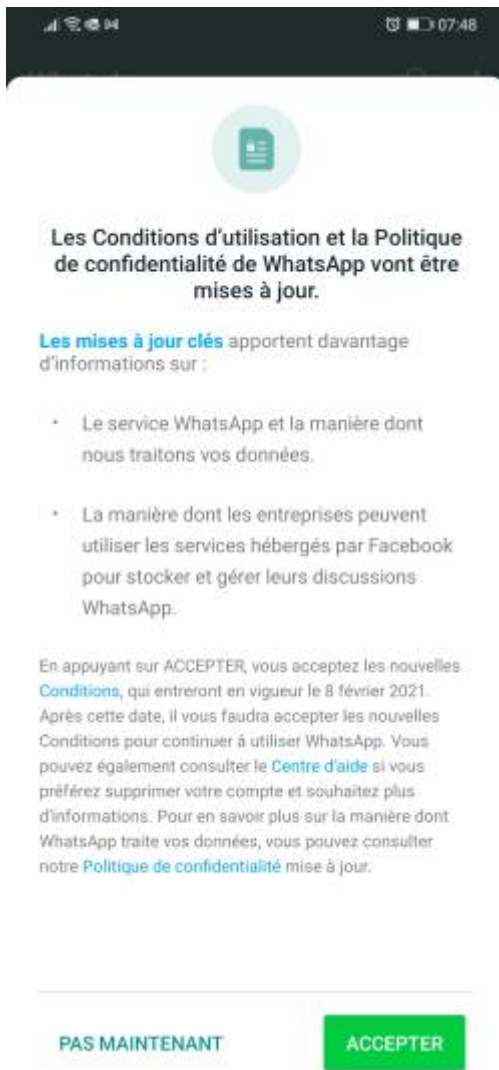 07:48
Les Conditions d'utilisation et la Politique
de confidentialité de WhatsApp vont être
mises à jour.
Les mises à jour clés apportent davantage
d'informations sur :
• Le service WhatsApp et la manière dont
nous traitons vos données.
• La manière dont les entreprises peuvent
utiliser les services hébergés par Facebook
pour stocker et gérer leurs discussions
WhatsApp.
En appuyant sur ACCEPTER, vous acceptez les nouvelles
Conditions, qui entreront en vigueur le 8 février 2021.
Après cette date, il vous faudra accepter les nouvelles
Conditions pour continuer à utiliser WhatsApp. Vous
pouvez également consulter le Centre d'aide si vous
préférez supprimer votre compte et souhaitez plus
d'informations. Pour en savoir plus sur la manière dont
WhatsApp traite vos données, vous pouvez consulter
notre Politique de confidentialité mise à jour.
PAS MAINTENANT
ACCEPTER